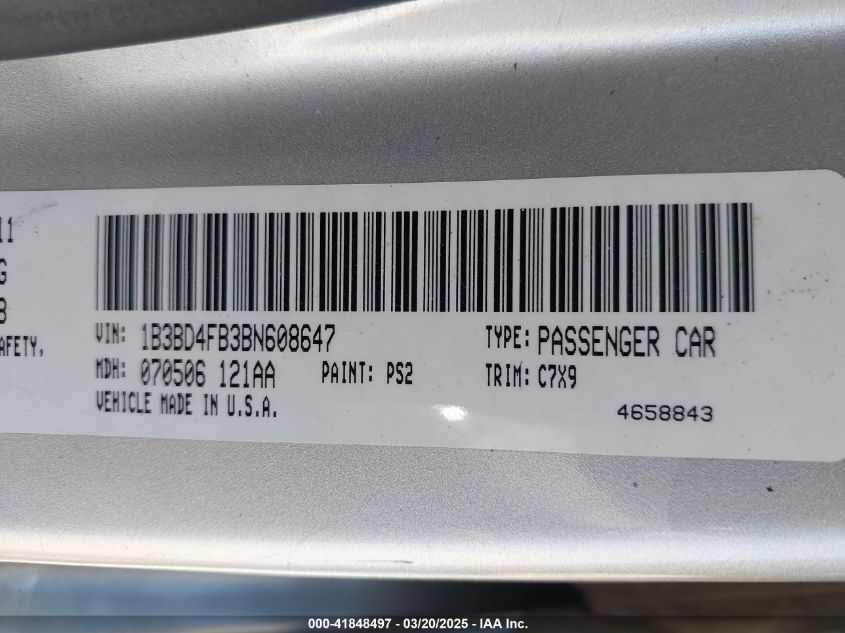 11
G
B
AFETY,
VIN: 1B3BD4FB3BN608647 TYPE: PASSENGER CAR
MDH: 070506 121AA PAINT: PS2 TRIM: C7X9
VEHICLE MADE IN U.S.A. 4658843
000-41848497 - 03/20/2025 - IAA Inc.